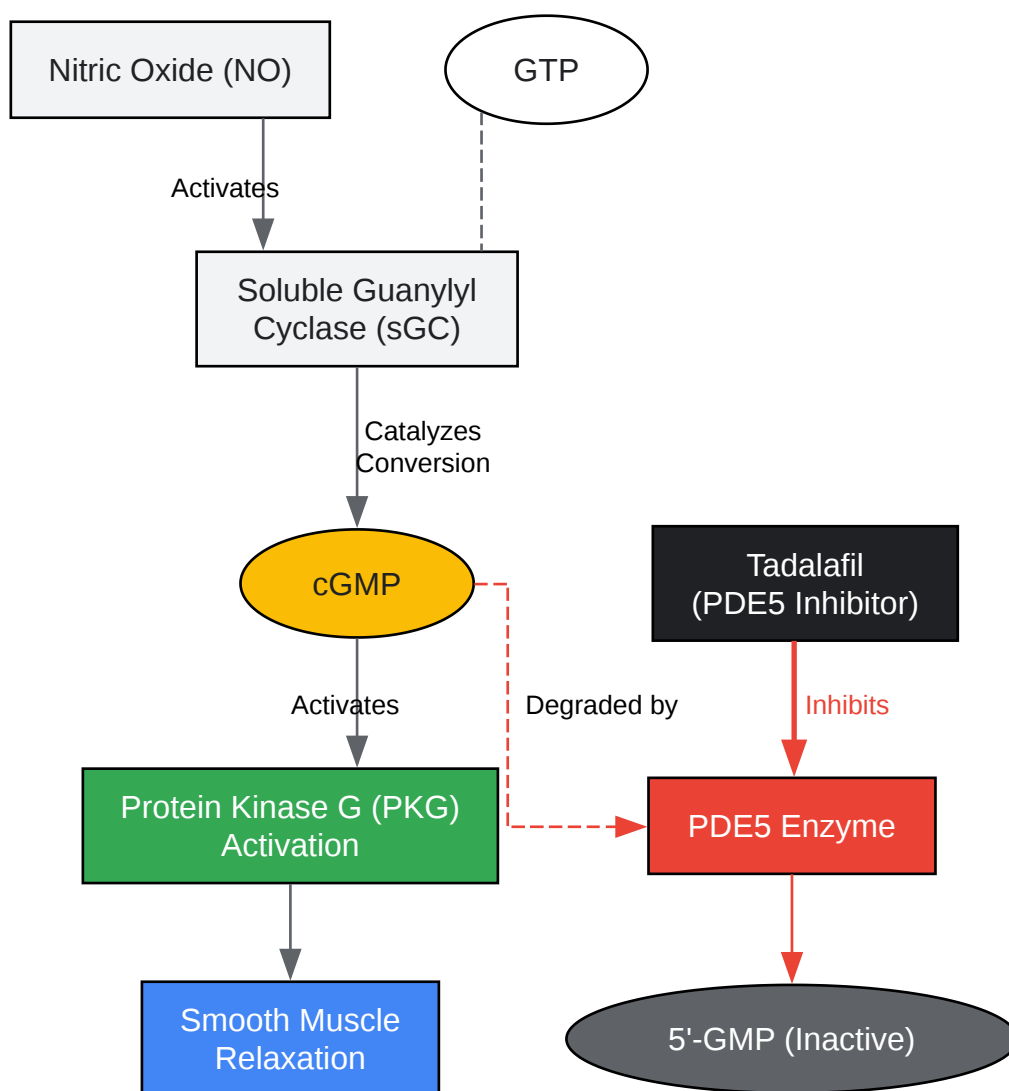 Nitric Oxide (NO)
GTP
Activates
Soluble Guanylyl
Cyclase (sGC)
Catalyzes
Conversion
cGMP
Tadalafil
(PDE5 Inhibitor)
Activates
Degraded by
Inhibits
Protein Kinase G (PKG)
Activation
PDE5 Enzyme
Smooth Muscle
Relaxation
5'-GMP (Inactive)